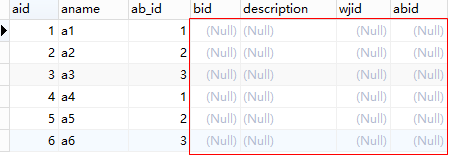 aid aname ab_id bid description wjid abid
1 a1 1 (Null) (Null) (Null) (Null)
2 a2 2 (Null) (Null) (Null) (Null)
3 a3 3 (Null) (Null) (Null) (Null)
4 a4 1 (Null) (Null) (Null) (Null)
5 a5 2 (Null) (Null) (Null) (Null)
6 a6 3 (Null) (Null) (Null) (Null)